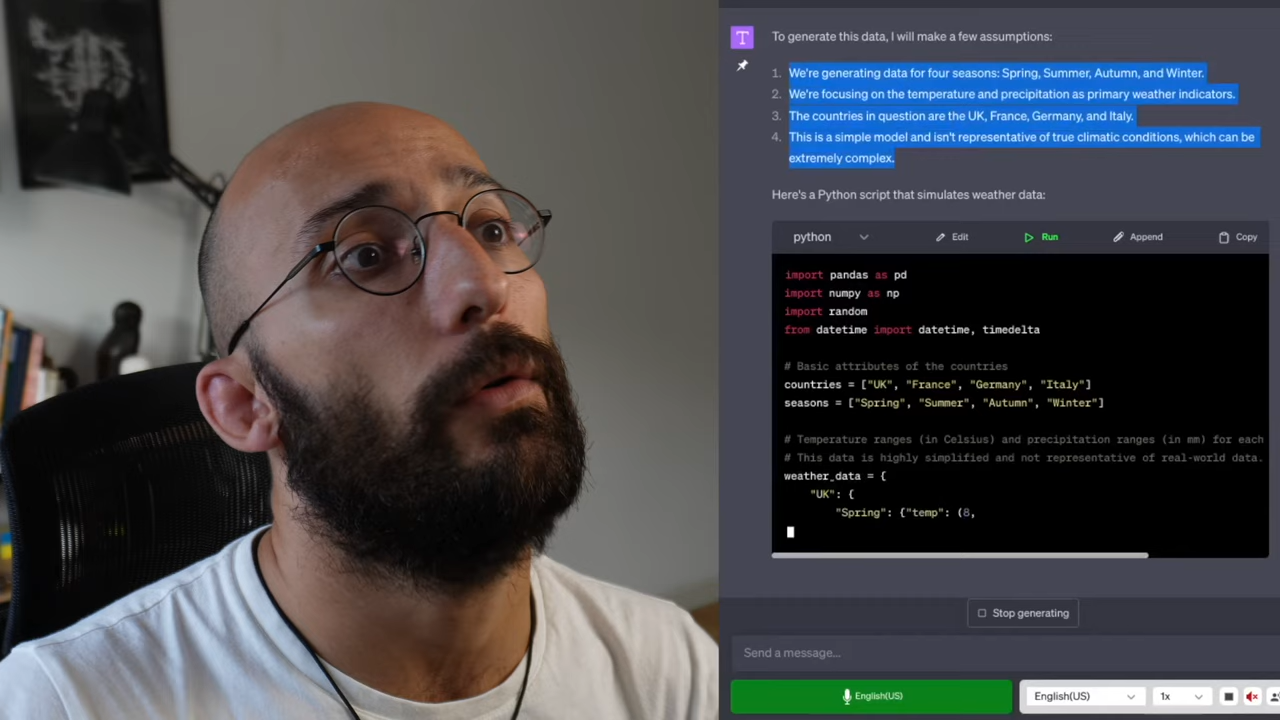 T
To generate this data, I will make a few assumptions:
1. We're generating data for four seasons: Spring, Summer, Autumn, and Winter.
2. We're focusing on the temperature and precipitation as primary weather indicators.
3. The countries in question are the UK, France, Germany, and Italy.
4. This is a simple model and isn't representative of true climatic conditions, which can be
extremely complex.
Here's a Python script that simulates weather data:
python Edit Run Append Copy
import pandas as pd
import numpy as np
import random
from datetime import datetime, timedelta
# Basic attributes of the countries
countries = ["UK", "France", "Germany", "Italy"]
seasons = ["Spring", "Summer", "Autumn", "Winter"]
# Temperature ranges (in Celsius) and precipitation ranges (in mm) for each
# This data is highly simplified and not representative of real-world data.
weather_data = {
"UK": {
"Spring": {"temp": (8,
Stop generating
Send a message...
English(US) English(US) 1x